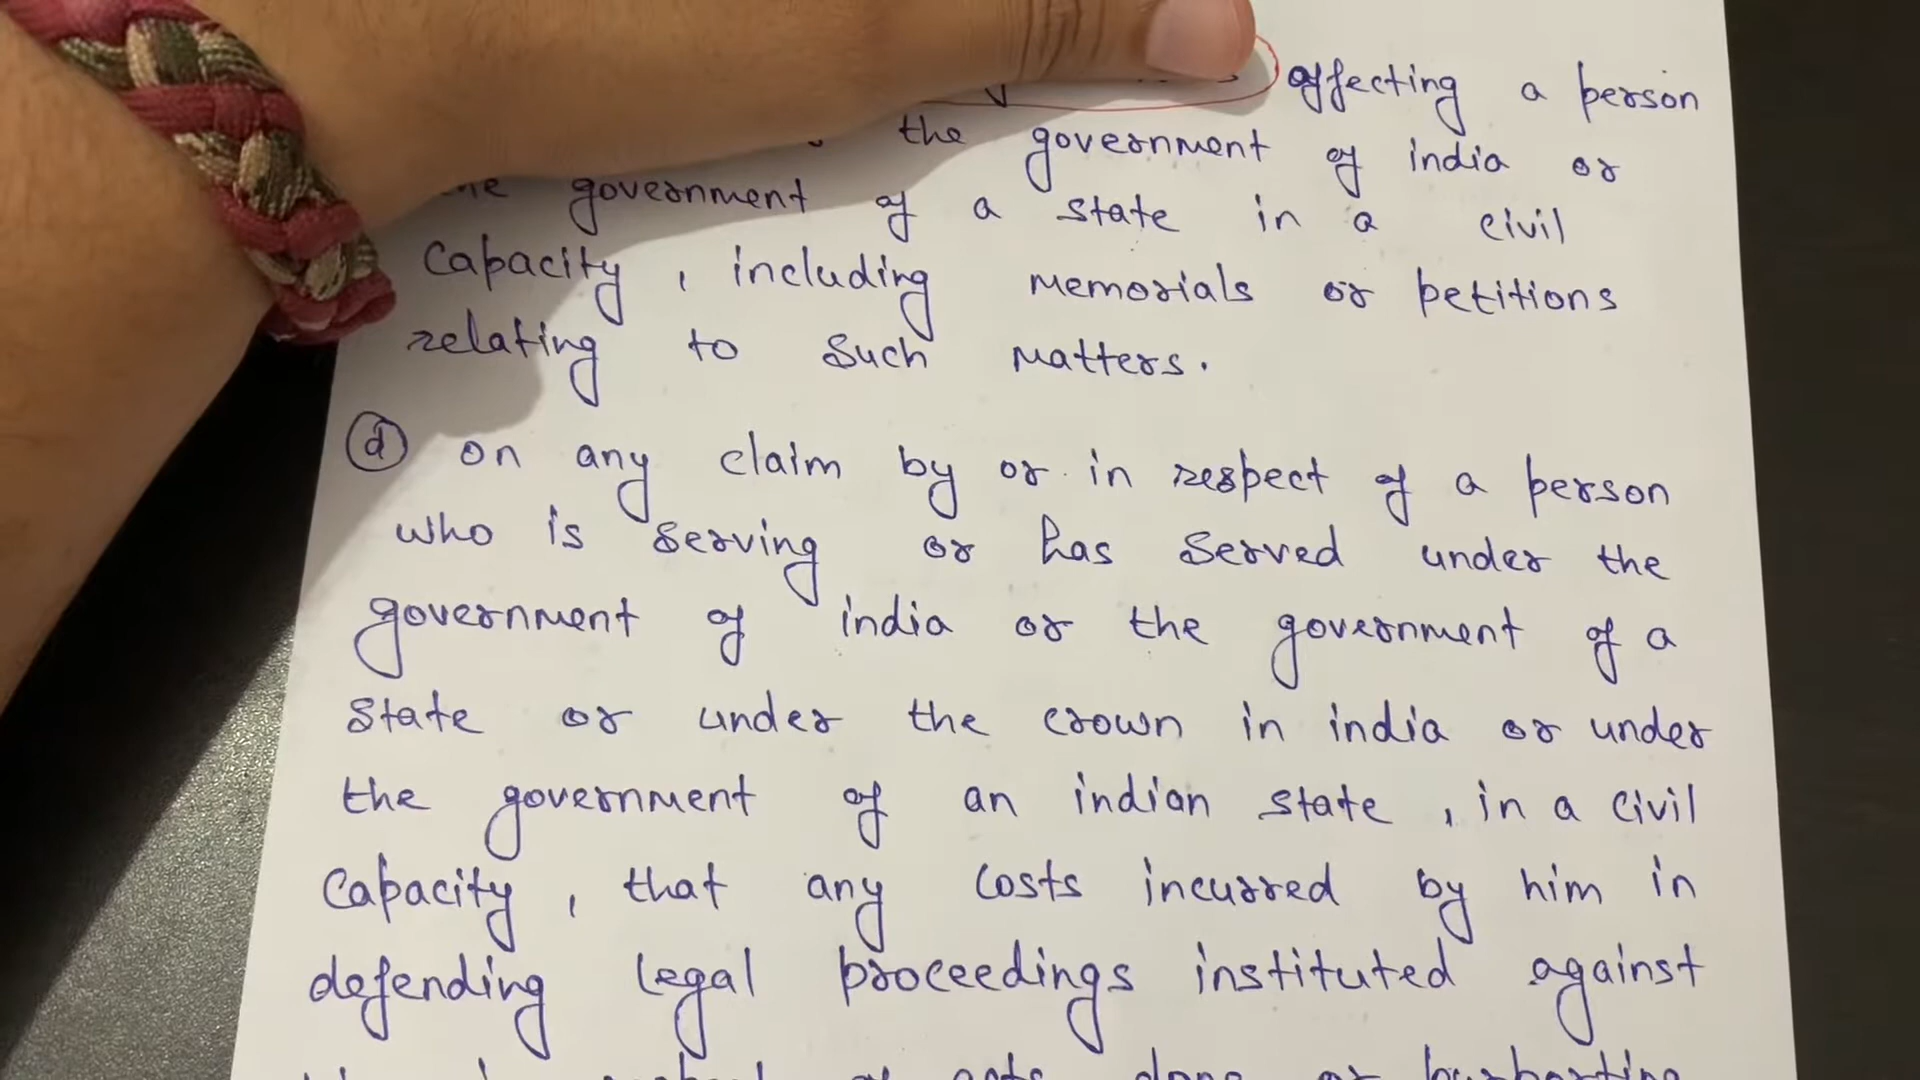 affecting a person
the government of india or
government of a state in a civil
capacity, including memorials or petitions
relating to such matters.
(d) on any claim by or in respect of a person
who is serving or has served under the
government of india or the government of a
state or under the crown in india or under
the government of an indian state, in a civil
capacity, that any costs incurred by him in
defending legal proceedings instituted against